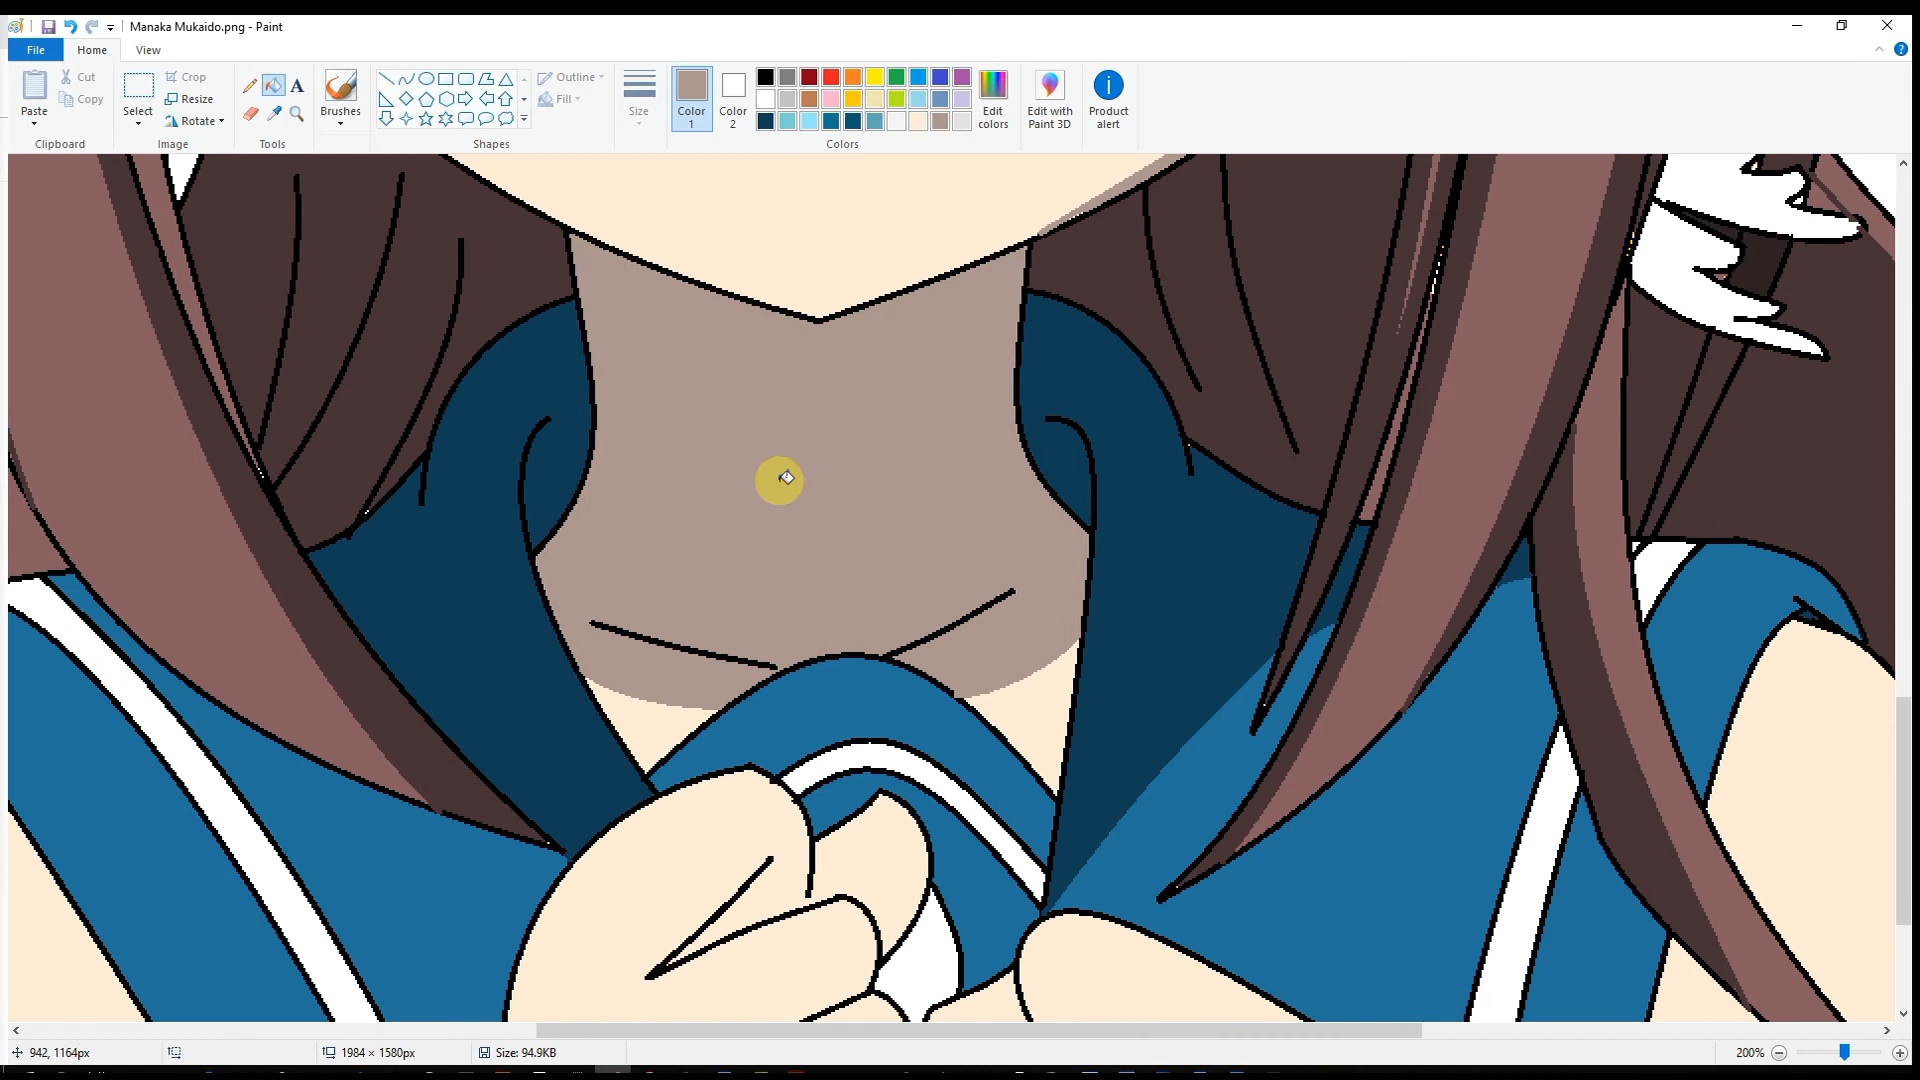 Manaka Mukaido.png - Paint
File
Home
View
Paste
Cut
Copy
Clipboard
Select
Crop
Resize
Rotate
Image
A
Tools
Brushes
Outline
Fill
Shapes
Size
Color
1
Color
2
Edit
colors
Colors
Edit with
Paint 3D
Product
alert
942, 1164px
1984 × 1580px
Size: 94.9KB
200%